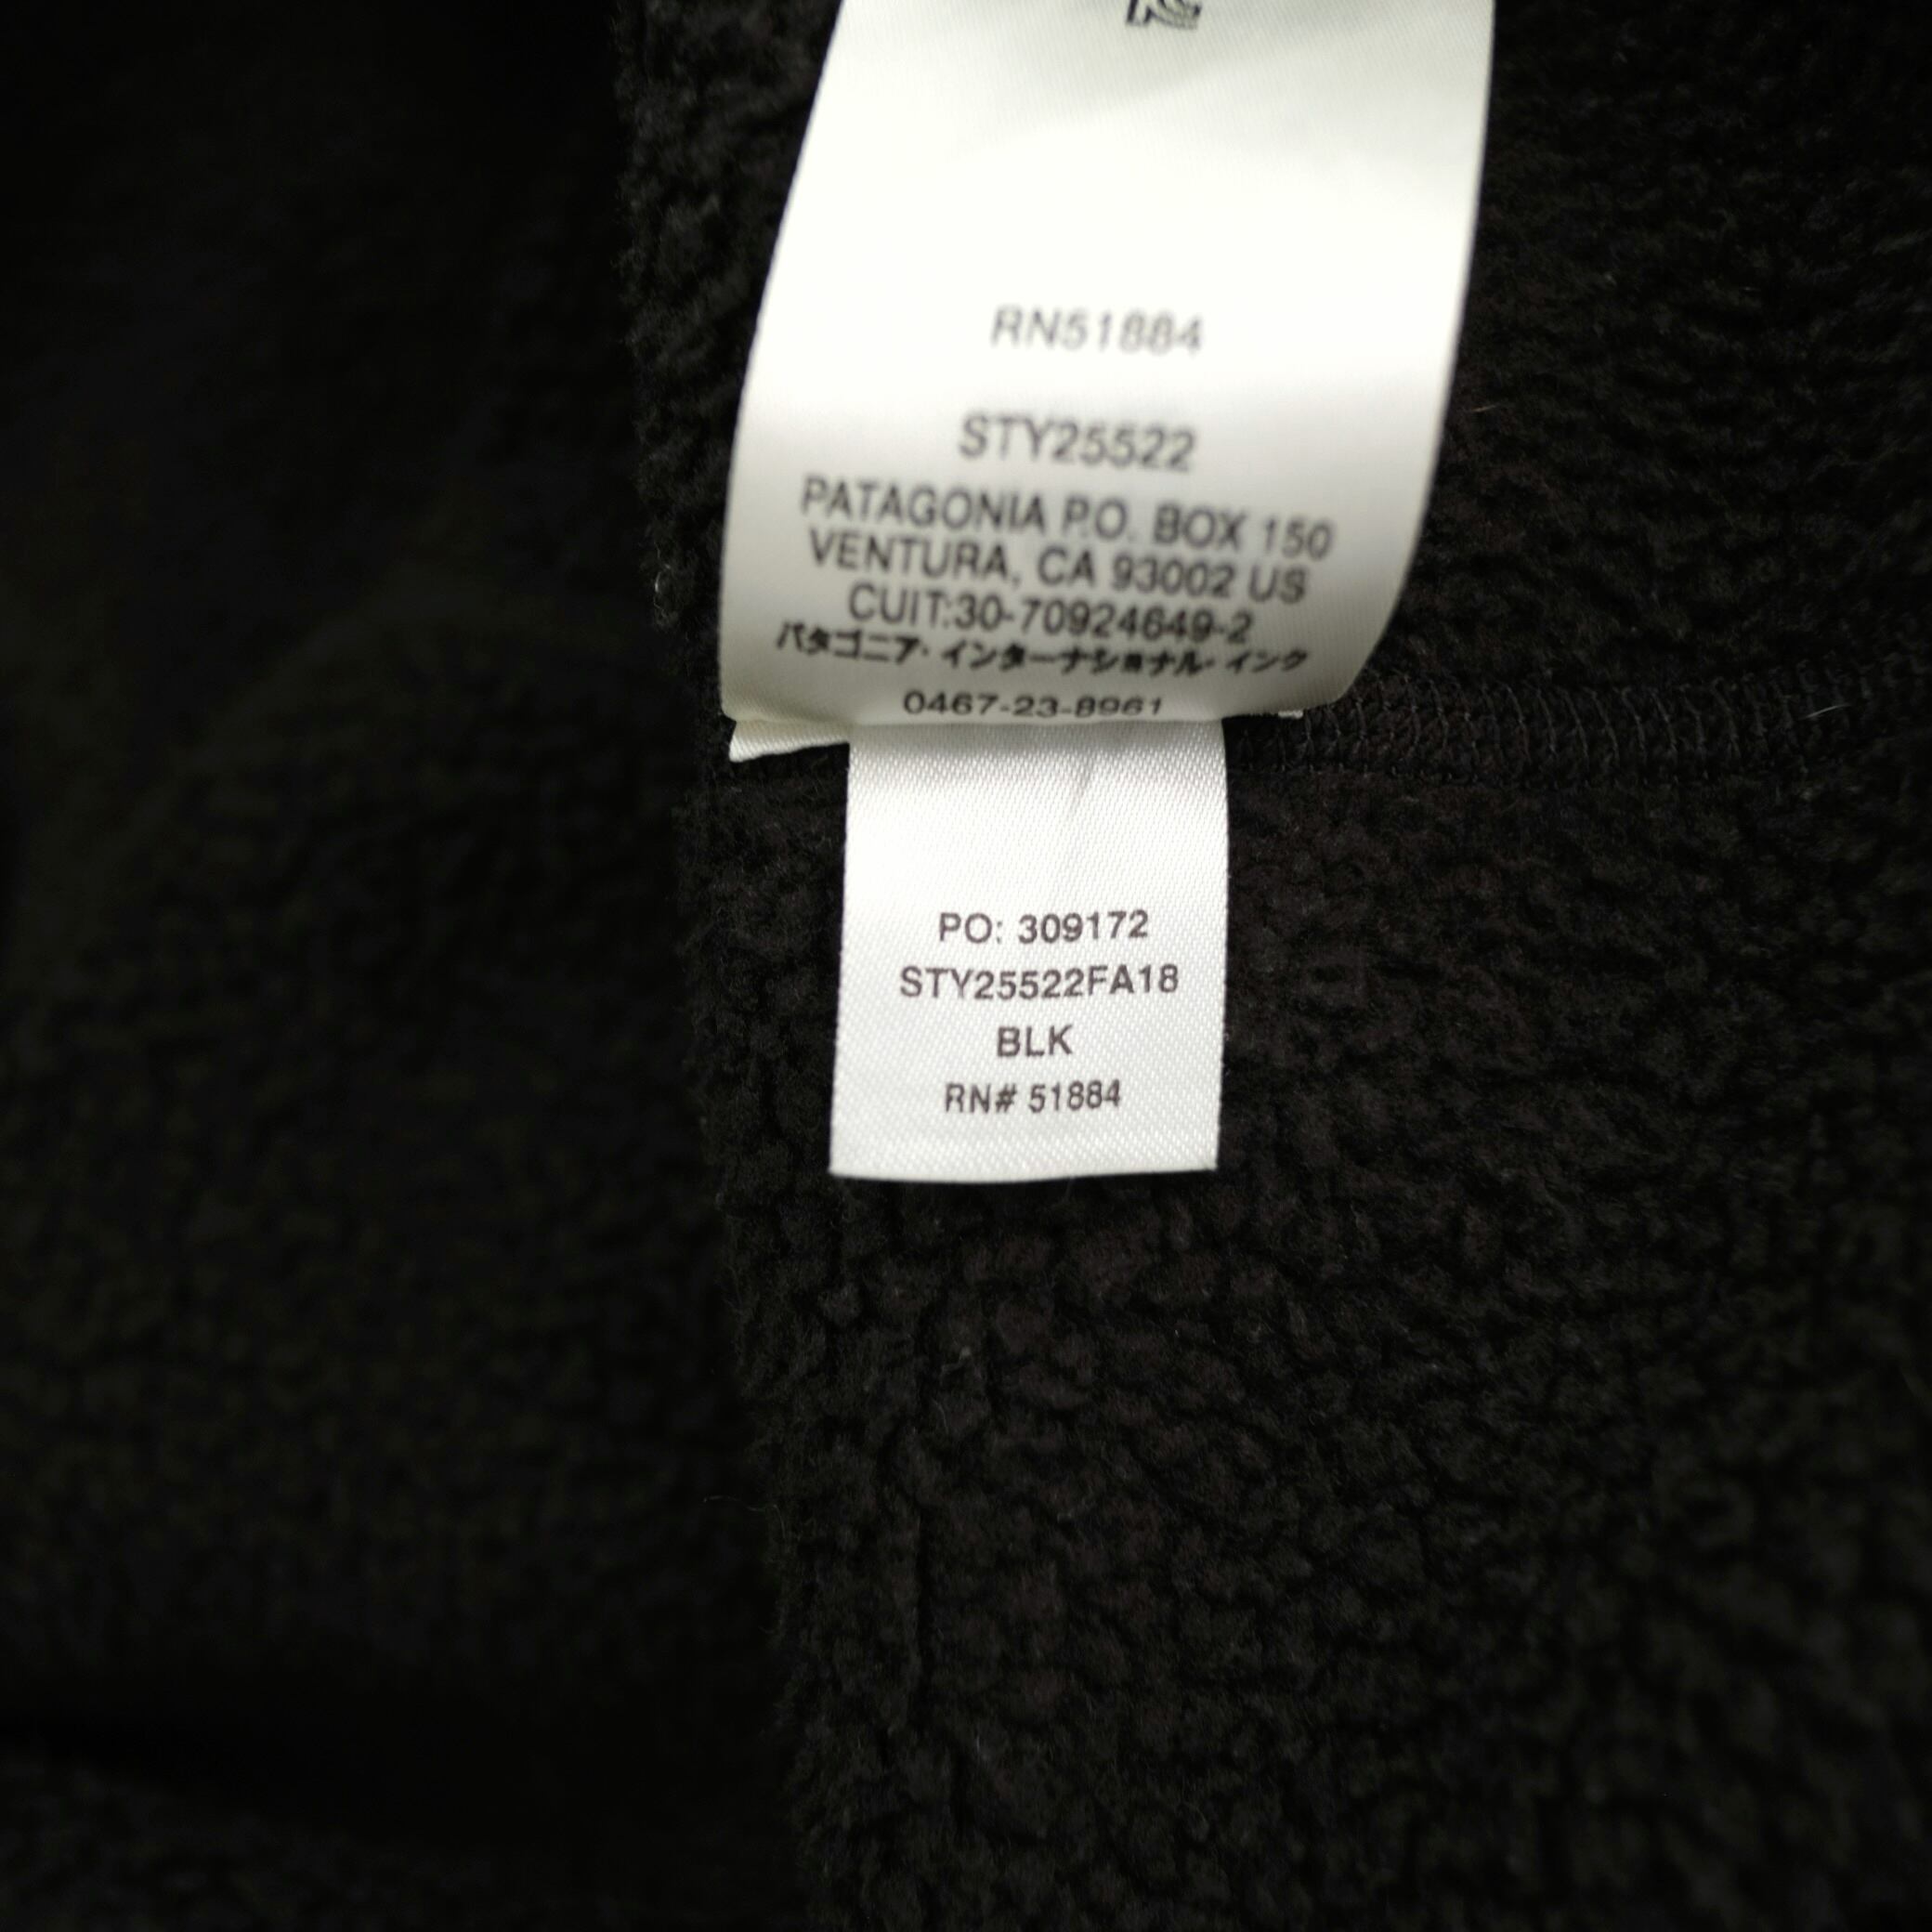 RN51884
STY25522
PATAGONIA P.O. BOX 150
VENTURA, CA 93002 US
CUIT:30-70924649-2
パタゴニア・インターナショナル・インク
0467-23-8961
PO: 309172
STY25522FA18
BLK
RN# 51884